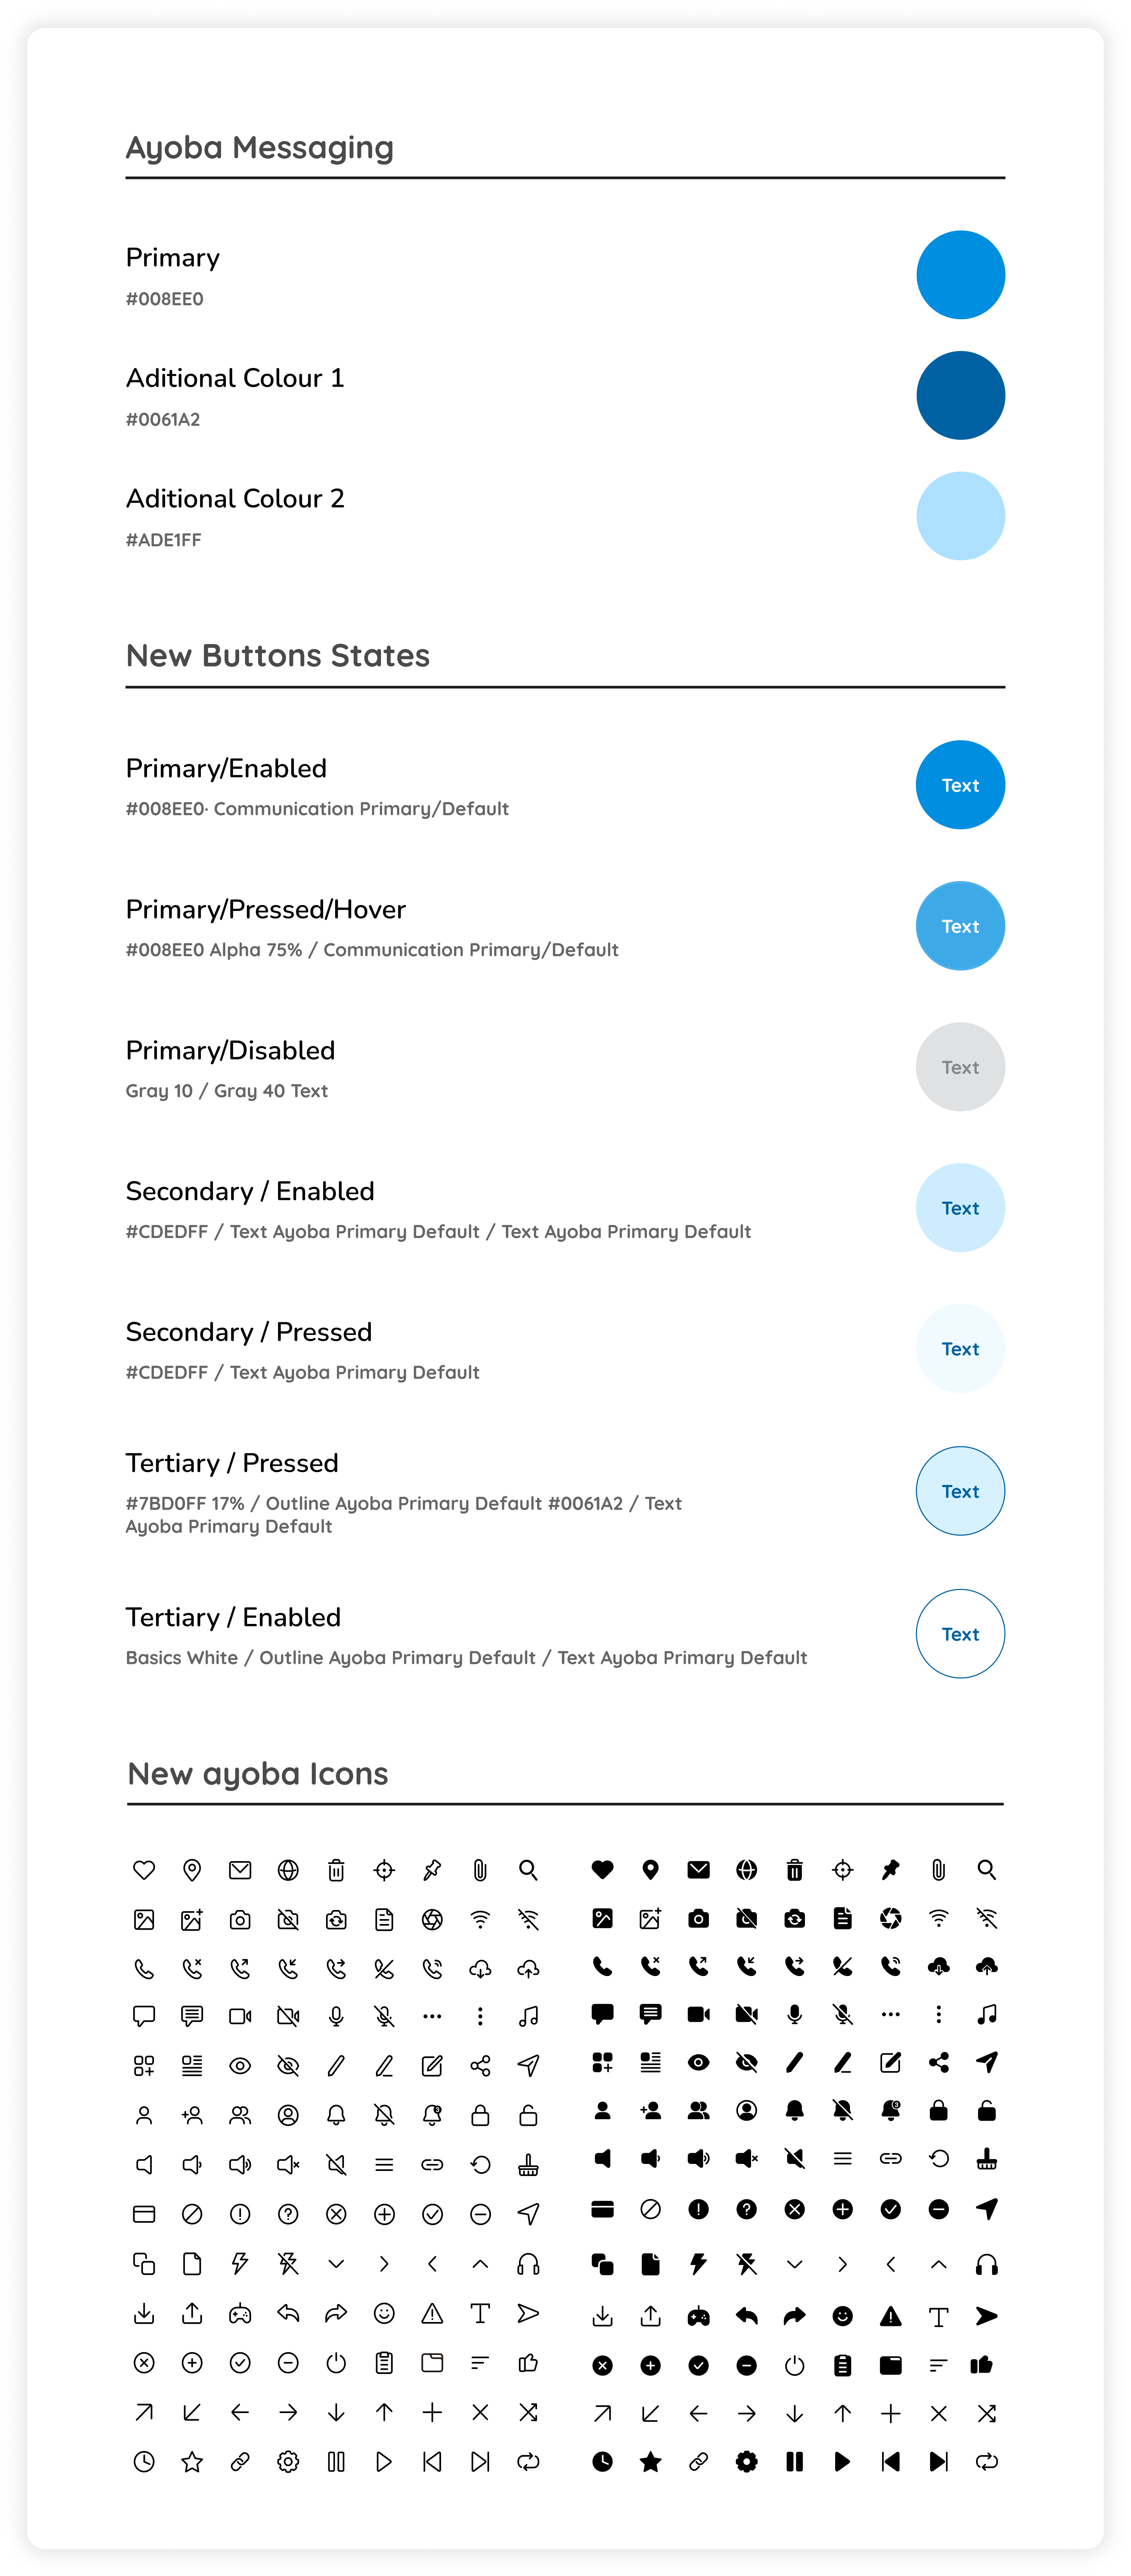 Ayoba Messaging
Primary
#008EE0
Aditional Colour 1
#0061A2
Aditional Colour 2
#ADE1FF
New Buttons States
Primary/Enabled
#008EE0· Communication Primary/Default
Text
Primary/Pressed/Hover
#008EE0 Alpha 75% / Communication Primary/Default
Text
Primary/Disabled
Gray 10 / Gray 40 Text
Text
Secondary / Enabled
#CDEDFF / Text Ayoba Primary Default / Text Ayoba Primary Default
Text
Secondary / Pressed
#CDEDFF / Text Ayoba Primary Default
Text
Tertiary / Pressed
#7BD0FF 17% / Outline Ayoba Primary Default #0061A2 / Text
Ayoba Primary Default
Text
Tertiary / Enabled
Basics White / Outline Ayoba Primary Default / Text Ayoba Primary Default
Text
New ayoba Icons